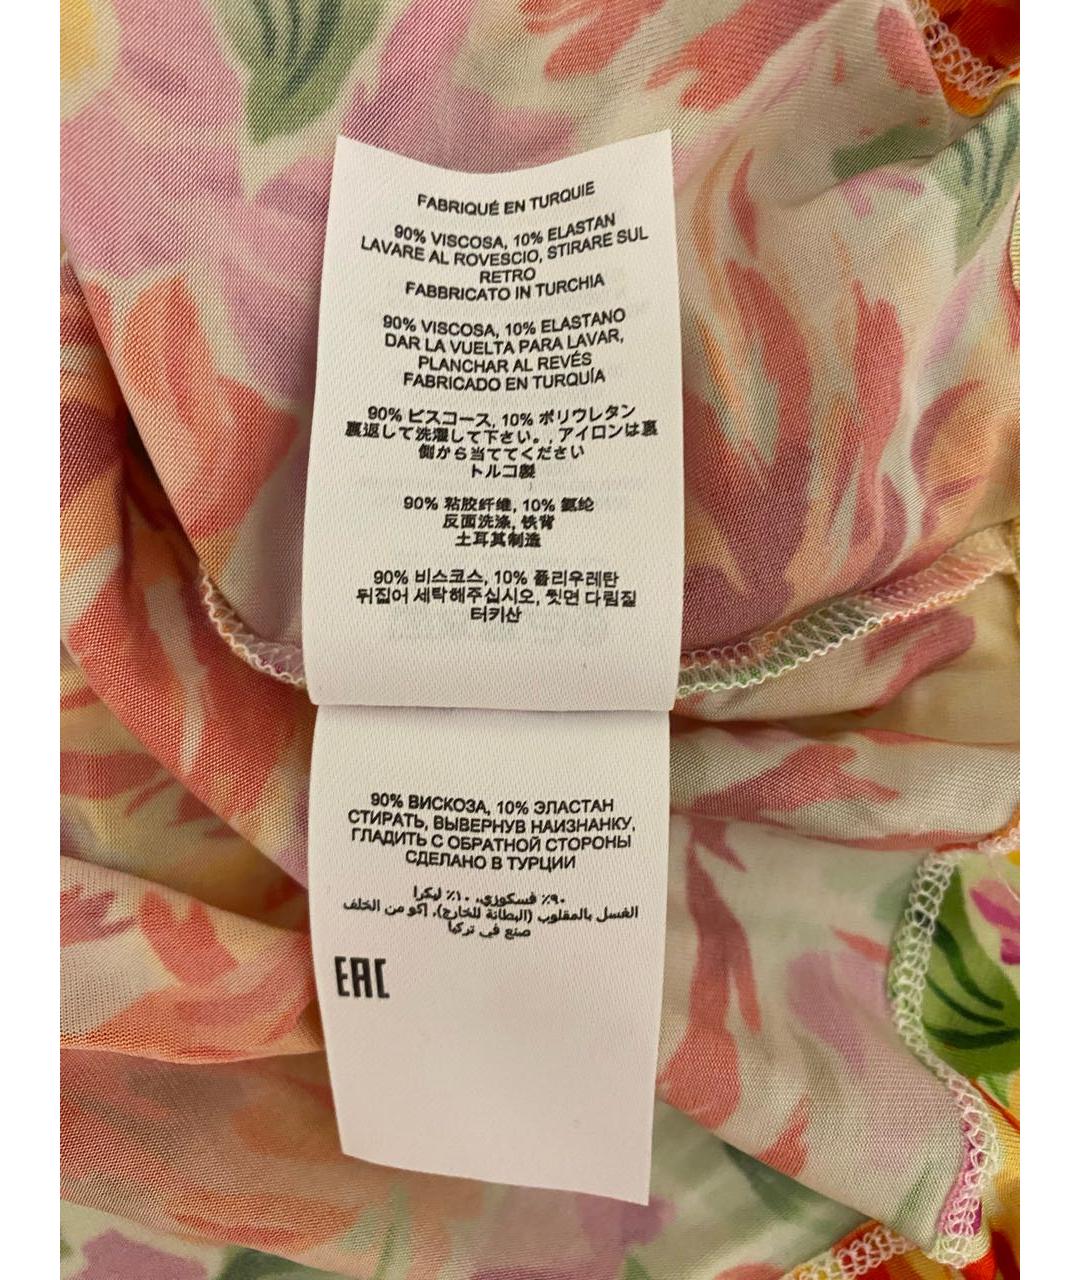 FABRIQUÉ EN TURQUIE
90% VISCOSA, 10% ELASTAN
LAVARE AL ROVESCIO, STIRARE SUL
RETRO
FABBRICATO IN TURCHIA
90% VISCOSA, 10% ELASTANO
DAR LA VUELTA PARA LAVAR,
PLANCHAR AL REVÉS
FABRICADO EN TURQUÍA
90% ビスコース, 10% ポリウレタン
裏返して洗濯して下さい。, アイロンは裏
側から当ててください
トルコ製
90% 粘胶纤维, 10% 氨纶
反面洗涤, 铁背
土耳其制造
90% 비스코스, 10% 폴리우레탄
뒤집어 세탁해주십시오, 뒷면 다림질
터키산
90% ВИСКОЗА, 10% ЭЛАСТАН
СТИРАТЬ, ВЫВЕРНУВ НАИЗНАНКУ,
ГЛАДИТЬ С ОБРАТНОЙ СТОРОНЫ
СДЕЛАНО В ТУРЦИИ
٩٠٪ فسكوزي، ١٠٪ ليكرا
الغسل بالمقلوب (البطانة للخارج)، إكو من الخلف
صنع في تركيا
EAC